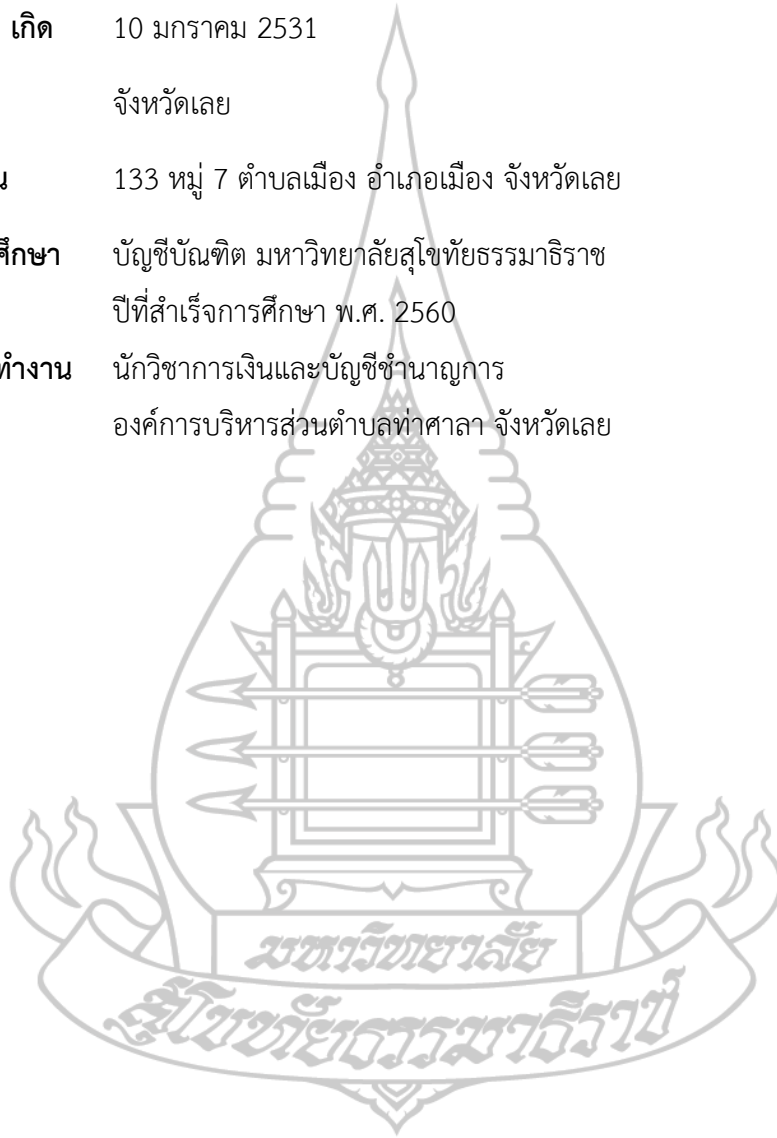 เกิด 10 มกราคม 2531
จังหวัดเลย
133 หมู่ 7 ตำบลเมือง อำเภอเมือง จังหวัดเลย
ศึกษา บัญชีบัณฑิต มหาวิทยาลัยสุโขทัยธรรมาธิราช
ปีที่สำเร็จการศึกษา พ.ศ. 2560
ทำงาน นักวิชาการเงินและบัญชีชำนาญการ
องค์การบริหารส่วนตำบลท่าศาลา จังหวัดเลย
มหาวิทยาลัย
สุโขทัยธรรมาธิราช